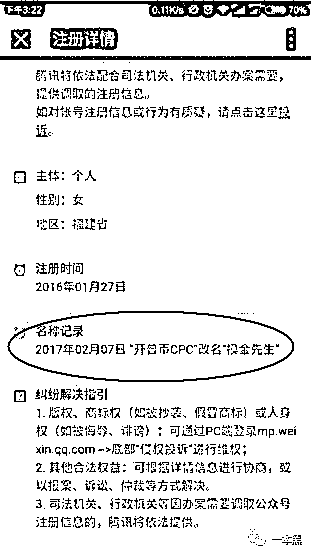 下午3:22
0.11K/s
70%
注册详情
腾讯将依法配合司法机关、行政机关办案需要,
提供调取的注册信息。
如对帐号注册信息或行为有质疑,请点击这里投
诉。
主体:个人
性别:女
地区:福建省
注册时间
2016年01月27日
名称记录
2017年02月07日 "开普币CPC"改名"换金先生"
纠纷解决指引
1. 版权、商标权(如被抄袭、假冒商标)或人身
权(如被侮辱、诽谤):可通过PC端登录mp.wei
xin.qq.com –>底部"侵权投诉"进行维权;
2. 其他合法权益:可根据详情信息进行协商,或
以报案、诉讼、仲裁等方式解决。
3. 司法机关、行政机关等因办案需要调取公众号
注册信息的,腾讯将依法提供。